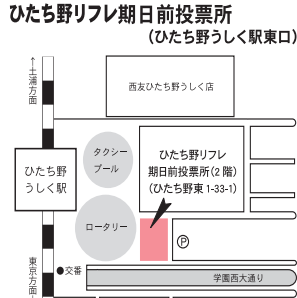 ひたち野リフレ期日前投票所
(ひたち野うしく駅東口)
↑土浦方面
西友ひたち野うしく店
タクシー
プール
ひたち野リフレ
期日前投票所(2階)
(ひたち野東1-33-1)
ひたち野
うしく駅
ロータリー
P
●交番
学園西大通り
東京方面↓